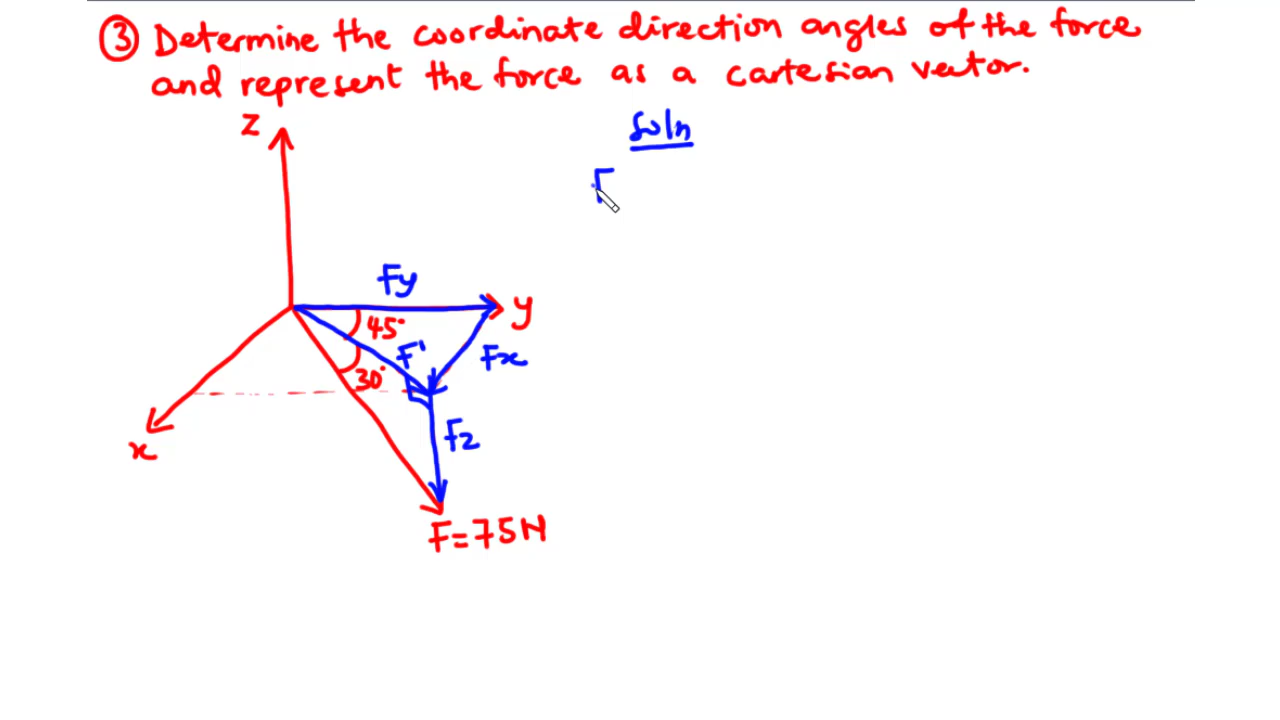 ③ Determine the coordinate direction angles of the force
and represent the force as a cartesian vector.
Soln
F
z
Fy
y
45°
F'
Fx
30°
Fz
x
F=75N